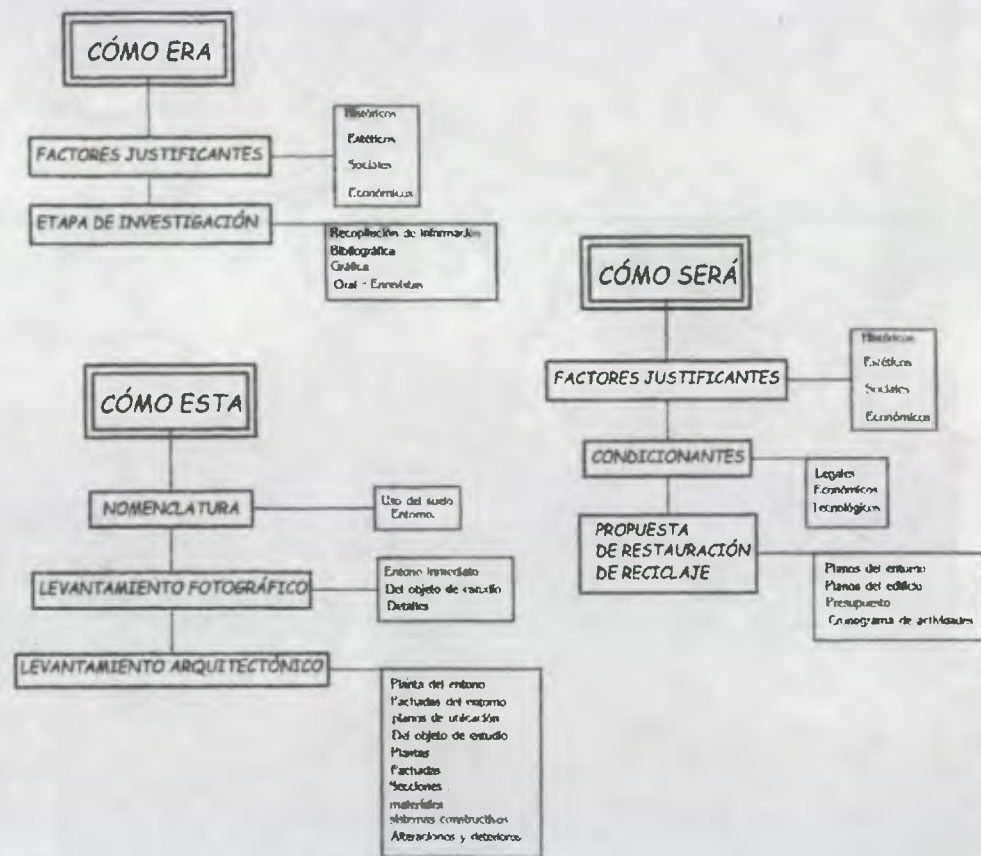 CÓMO ERA
FACTORES JUSTIFICANTES
Históricos
Estéticos
Sociales
Económicos
ETAPA DE INVESTIGACIÓN
Recopilación de información
Bibliográfica
Gráfica
Oral - Entrevistas
CÓMO ESTA
NOMENCLATURA
Uso del suelo
Entorno.
LEVANTAMIENTO FOTOGRÁFICO
Entorno inmediato
Del objeto de estudio
Detalles
LEVANTAMIENTO ARQUITECTÓNICO
Planta del entorno
Fachadas del entorno
planos de ubicación
Del objeto de estudio
Plantas
Fachadas
Secciones
materiales
sistemas constructivos
Alteraciones y deterioros
CÓMO SERÁ
FACTORES JUSTIFICANTES
Históricos
Estéticos
Sociales
Económicos
CONDICIONANTES
Legales
Económicos
Tecnológicos
PROPUESTA
DE RESTAURACIÓN
DE RECICLAJE
Planos del entorno
Planos del edificio
Presupuesto
Cronograma de actividades